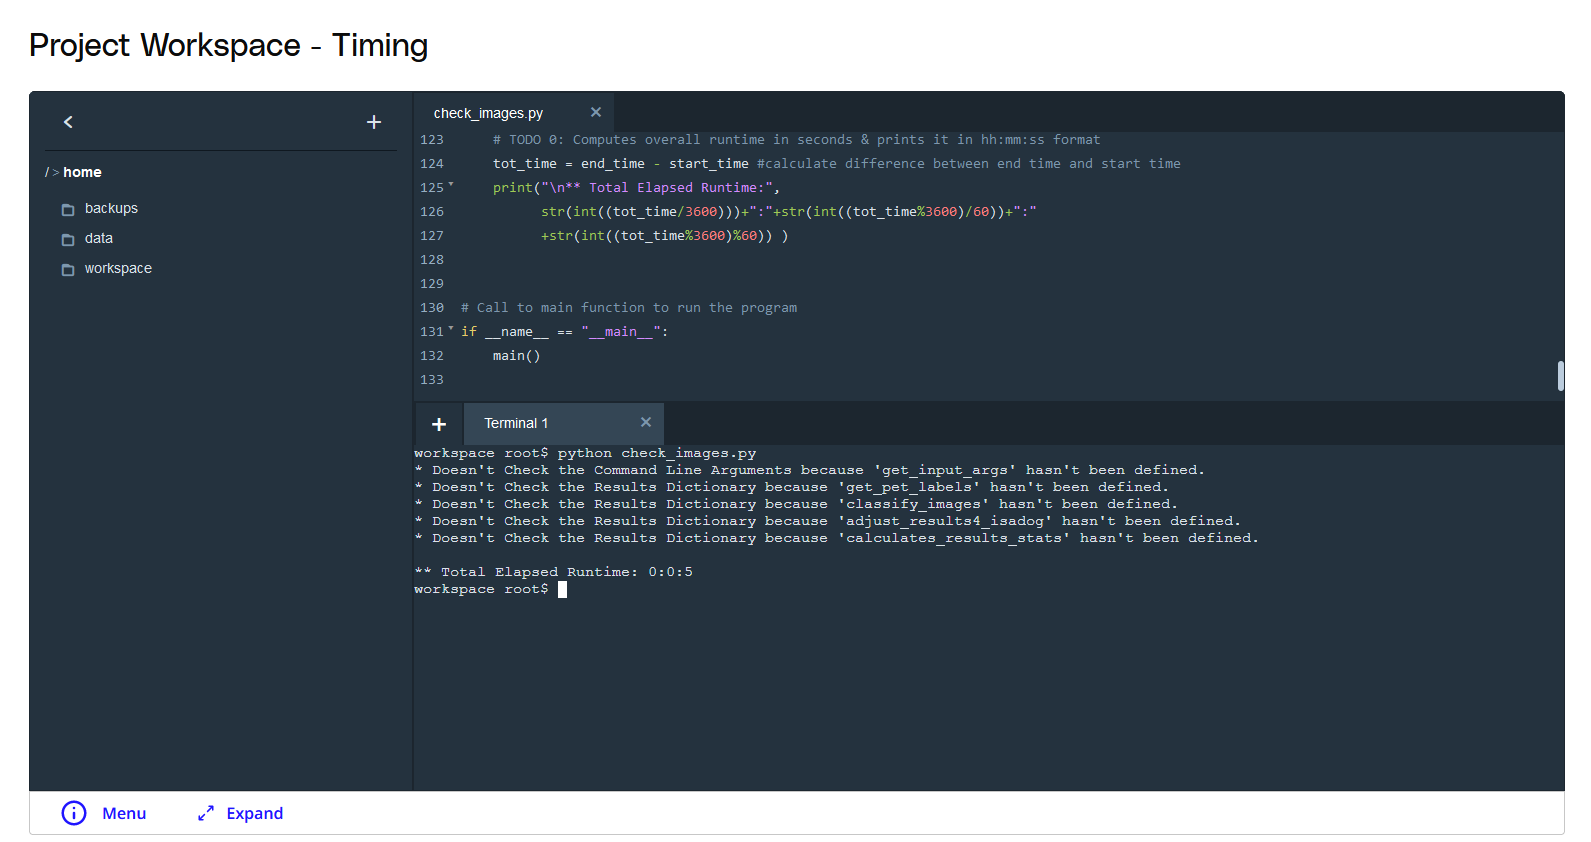 Project Workspace - Timing
/ > home
backups
data
workspace
check_images.py
123 # TODO 0: Computes overall runtime in seconds & prints it in hh:mm:ss format
124 tot_time = end_time - start_time #calculate difference between end time and start time
125 print("\n** Total Elapsed Runtime:",
126 str(int((tot_time/3600)))+":"+str(int((tot_time%3600)/60))+":"
127 +str(int((tot_time%3600)%60)) )
128
129
130 # Call to main function to run the program
131 if __name__ == "__main__":
132 main()
133
Terminal 1
workspace root$ python check_images.py
* Doesn't Check the Command Line Arguments because 'get_input_args' hasn't been defined.
* Doesn't Check the Results Dictionary because 'get_pet_labels' hasn't been defined.
* Doesn't Check the Results Dictionary because 'classify_images' hasn't been defined.
* Doesn't Check the Results Dictionary because 'adjust_results4_isadog' hasn't been defined.
* Doesn't Check the Results Dictionary because 'calculates_results_stats' hasn't been defined.
** Total Elapsed Runtime: 0:0:5
workspace root$
Menu
Expand